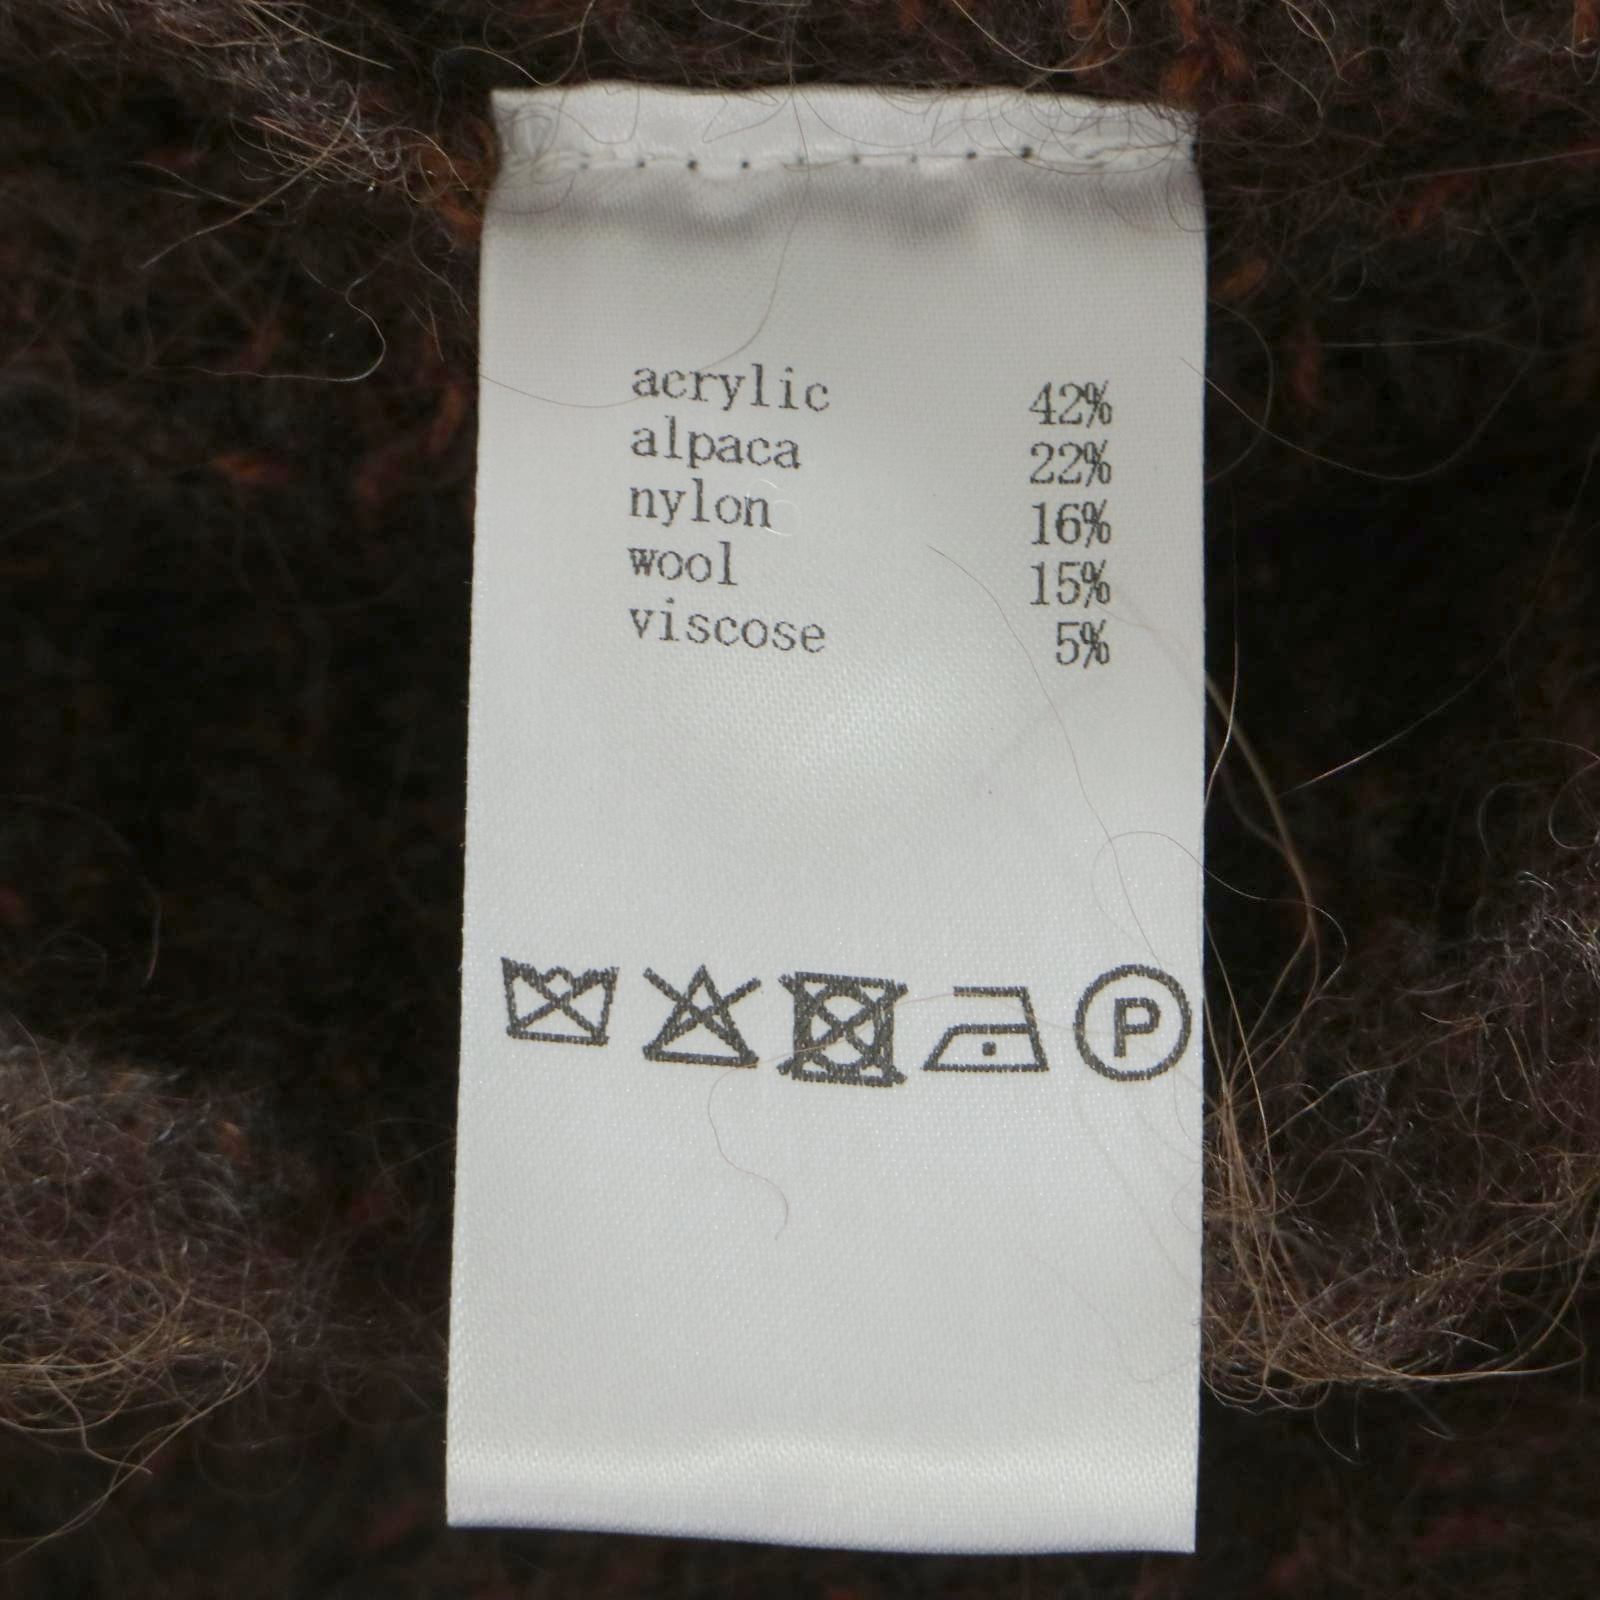 acrylic 42%
alpaca 22%
nylon 16%
wool 15%
viscose 5%
P